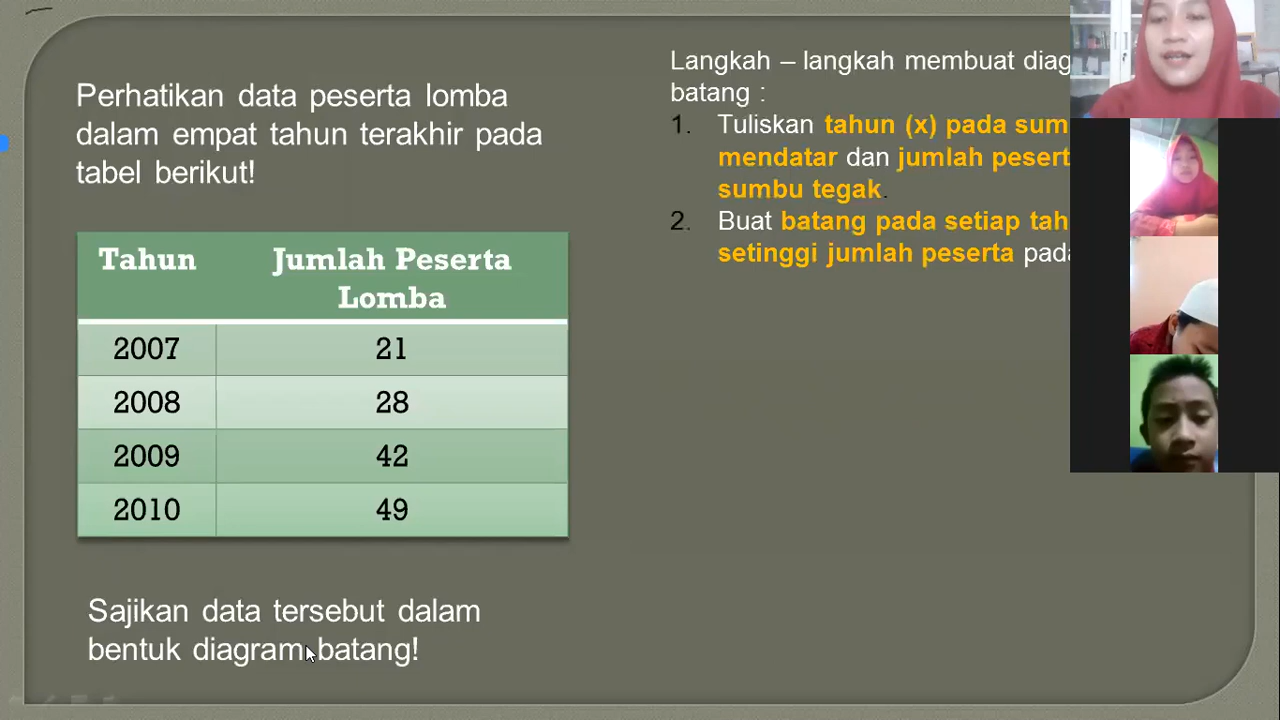 Perhatikan data peserta lomba
dalam empat tahun terakhir pada
tabel berikut!
Tahun
Jumlah Peserta
Lomba
2007 21
2008 28
2009 42
2010 49
Sajikan data tersebut dalam
bentuk diagram batang!
Langkah – langkah membuat diag
batang :
1. Tuliskan tahun (x) pada sum
mendatar dan jumlah pesert
sumbu tegak.
2. Buat batang pada setiap tah
setinggi jumlah peserta pada